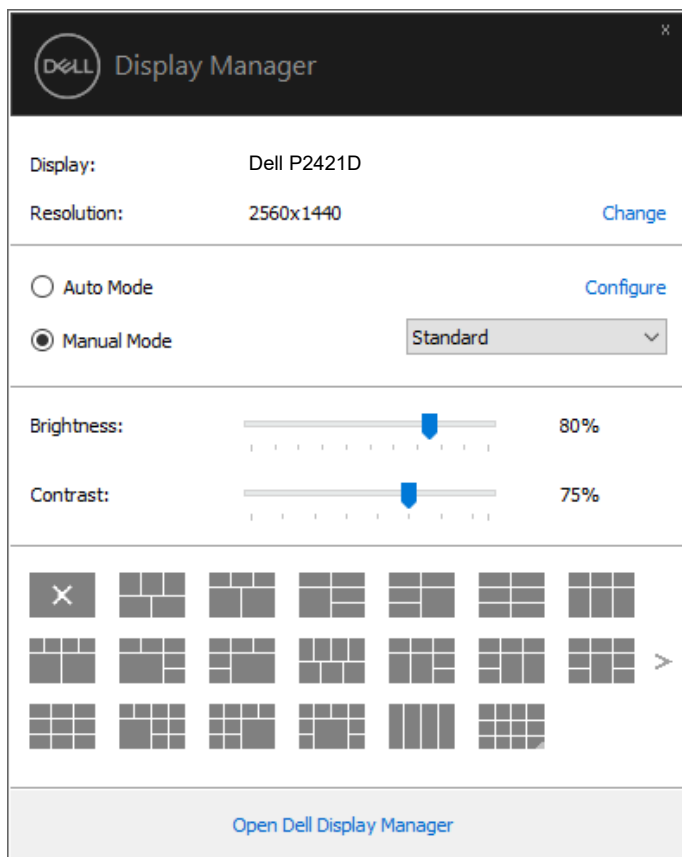 x
DELL Display Manager
Display: Dell P2421D
Resolution: 2560x1440 Change
Auto Mode Configure
Manual Mode Standard
Brightness: 80%
Contrast: 75%
>
Open Dell Display Manager